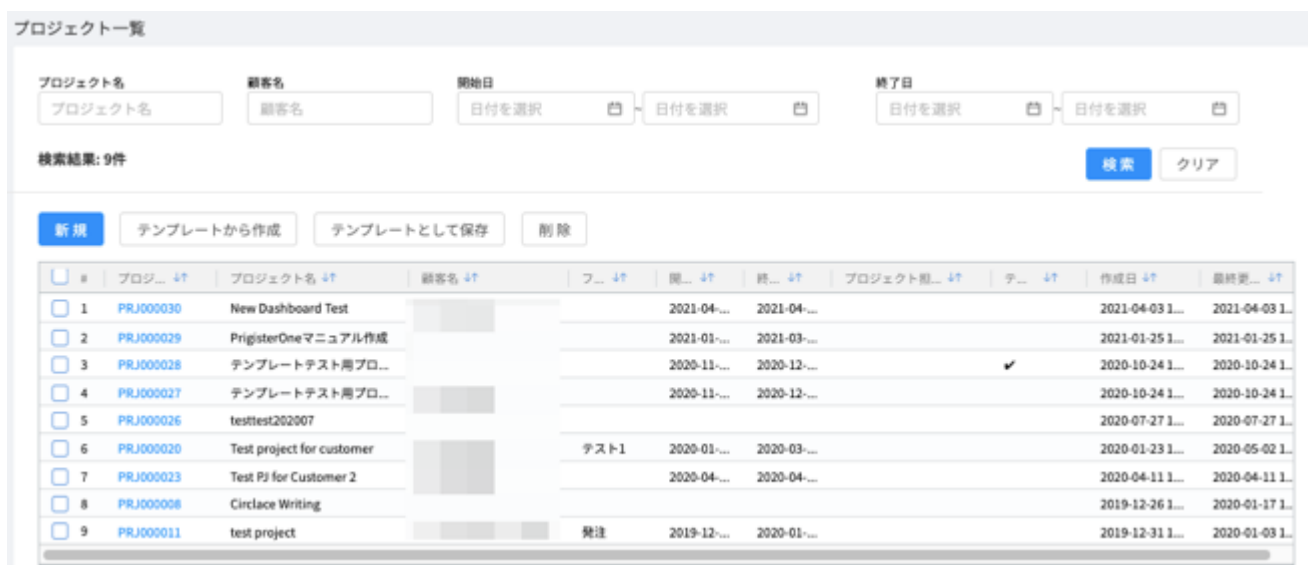 プロジェクト一覧
プロジェクト名 顧客名 開始日 終了日
プロジェクト名 顧客名 日付を選択 ~ 日付を選択 日付を選択 ~ 日付を選択
検索結果: 9件 検索 クリア
新規 テンプレートから作成 テンプレートとして保存 削除
# プロジ... プロジェクト名 顧客名 フ... 開... 終... プロジェクト担... テ... 作成日 最終更...
1 PRJ000030 New Dashboard Test 2021-04-... 2021-04-... 2021-04-03 1... 2021-04-03 1...
2 PRJ000029 PrigisterOneマニュアル作成 2021-01-... 2021-03-... 2021-01-25 1... 2021-01-25 1...
3 PRJ000028 テンプレートテスト用プロ... 2020-11-... 2020-12-... ✔ 2020-10-24 1... 2020-10-24 1...
4 PRJ000027 テンプレートテスト用プロ... 2020-11-... 2020-12-... 2020-10-24 1... 2020-10-24 1...
5 PRJ000026 testtest202007 2020-07-27 1... 2020-07-27 1...
6 PRJ000020 Test project for customer テスト1 2020-01-... 2020-03-... 2020-01-23 1... 2020-05-02 1...
7 PRJ000023 Test PJ for Customer 2 2020-04-... 2020-04-... 2020-04-11 1... 2020-04-11 1...
8 PRJ000008 Circlace Writing 2019-12-26 1... 2020-01-17 1...
9 PRJ000011 test project 発注 2019-12-... 2020-01-... 2019-12-31 1... 2020-01-03 1...